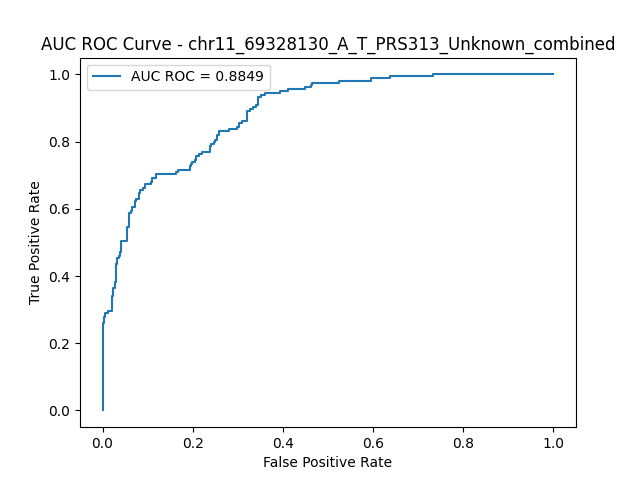 AUC ROC Curve - chr11_69328130_A_T_PRS313_Unknown_combined
AUC ROC = 0.8849
True Positive Rate
1.0
0.8
0.6
0.4
0.2
0.0
0.0 0.2 0.4 0.6 0.8 1.0
False Positive Rate